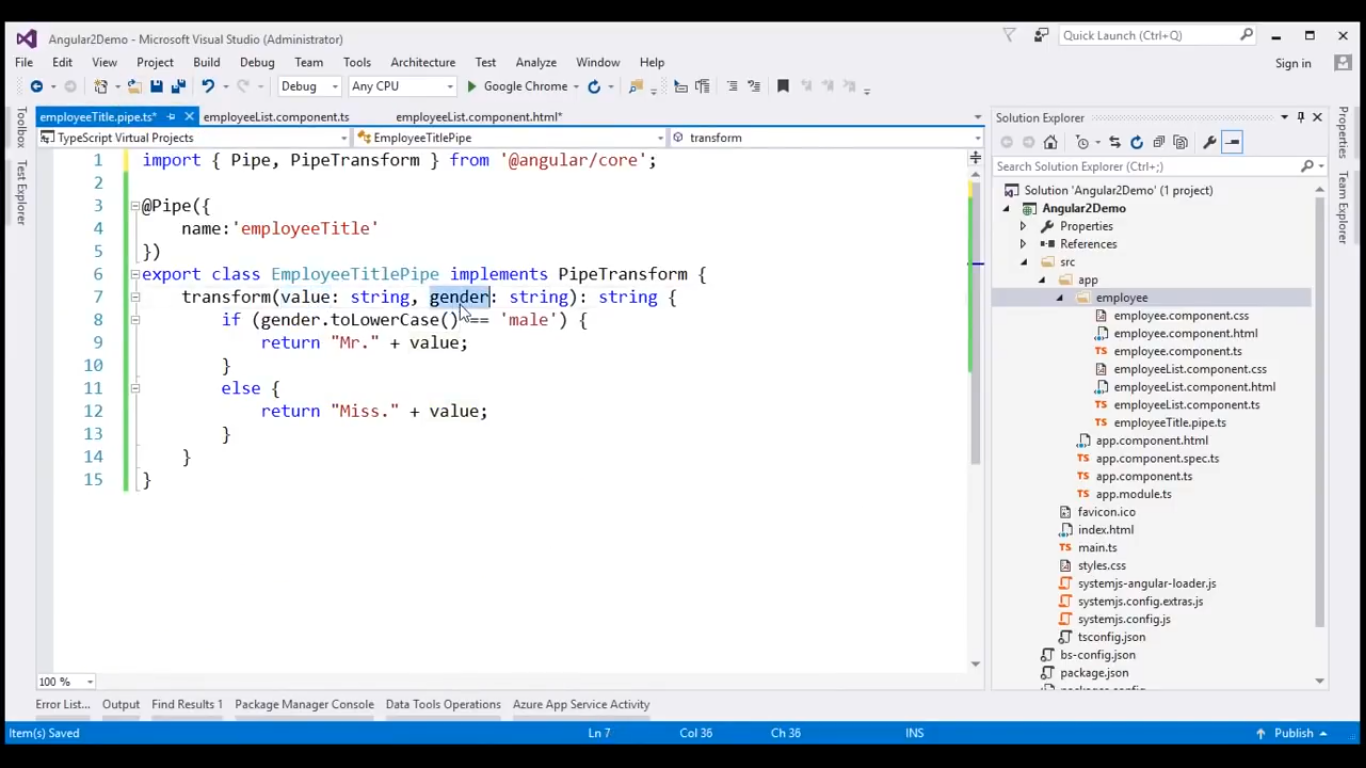 Angular2Demo - Microsoft Visual Studio (Administrator)
Quick Launch (Ctrl+Q)
File Edit View Project Build Debug Team Tools Architecture Test Analyze Window Help
Sign in
Debug Any CPU Google Chrome
employeeTitle.pipe.ts* employeeList.component.ts employeeList.component.html*
TypeScript Virtual Projects EmployeeTitlePipe transform
Toolbox
Test Explorer
1 import { Pipe, PipeTransform } from '@angular/core';
2
3 @Pipe({
4 name:'employeeTitle'
5 })
6 export class EmployeeTitlePipe implements PipeTransform {
7 transform(value: string, gender: string): string {
8 if (gender.toLowerCase() == 'male') {
9 return "Mr." + value;
10 }
11 else {
12 return "Miss." + value;
13 }
14 }
15 }
100 %
Solution Explorer
Search Solution Explorer (Ctrl+;)
Solution 'Angular2Demo' (1 project)
Angular2Demo
Properties
References
src
app
employee
employee.component.css
employee.component.html
TS employee.component.ts
employeeList.component.css
employeeList.component.html
TS employeeList.component.ts
TS employeeTitle.pipe.ts
app.component.html
TS app.component.spec.ts
TS app.component.ts
TS app.module.ts
favicon.ico
index.html
TS main.ts
styles.css
systemjs-angular-loader.js
systemjs.config.extras.js
systemjs.config.js
tsconfig.json
bs-config.json
package.json
Properties
Team Explorer
Error List... Output Find Results 1 Package Manager Console Data Tools Operations Azure App Service Activity
Item(s) Saved Ln 7 Col 36 Ch 36 INS Publish